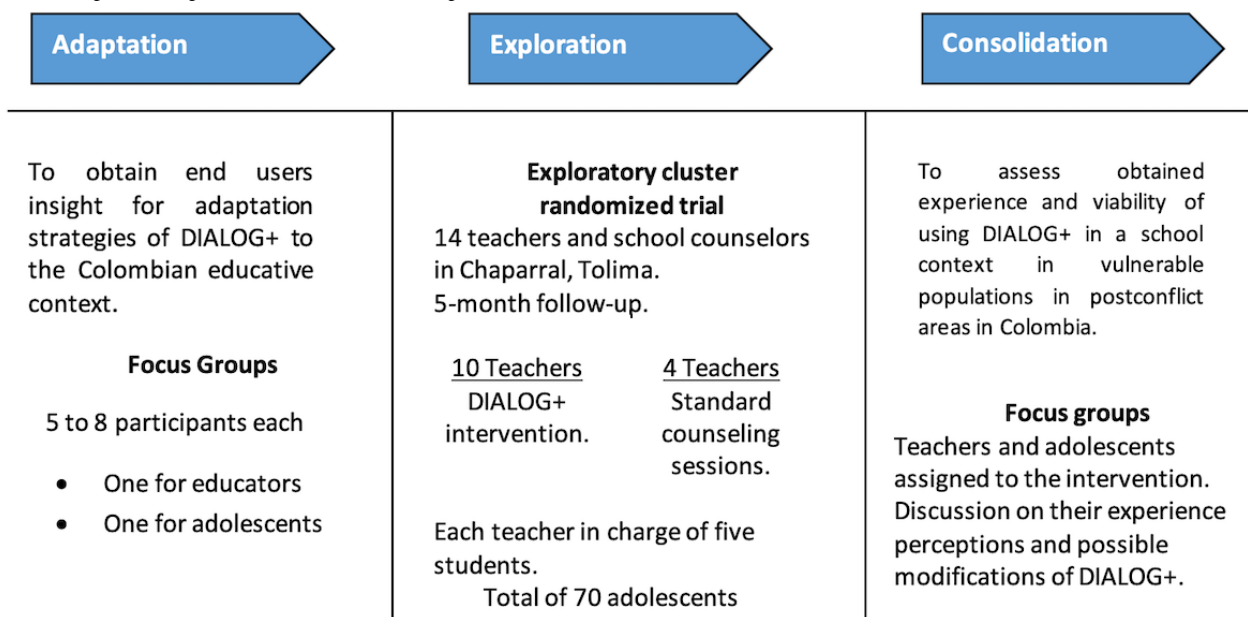 Adaptation
To obtain end users
insight for adaptation
strategies of DIALOG+ to
the Colombian educative
context.
Focus Groups
5 to 8 participants each
• One for educators
• One for adolescents
Exploration
Exploratory cluster
randomized trial
14 teachers and school counselors
in Chaparral, Tolima.
5-month follow-up.
10 Teachers
DIALOG+
intervention.
4 Teachers
Standard
counseling
sessions.
Each teacher in charge of five
students.
Total of 70 adolescents
Consolidation
To assess obtained
experience and viability of
using DIALOG+ in a school
context in vulnerable
populations in postconflict
areas in Colombia.
Focus groups
Teachers and adolescents
assigned to the intervention.
Discussion on their experience
perceptions and possible
modifications of DIALOG+.